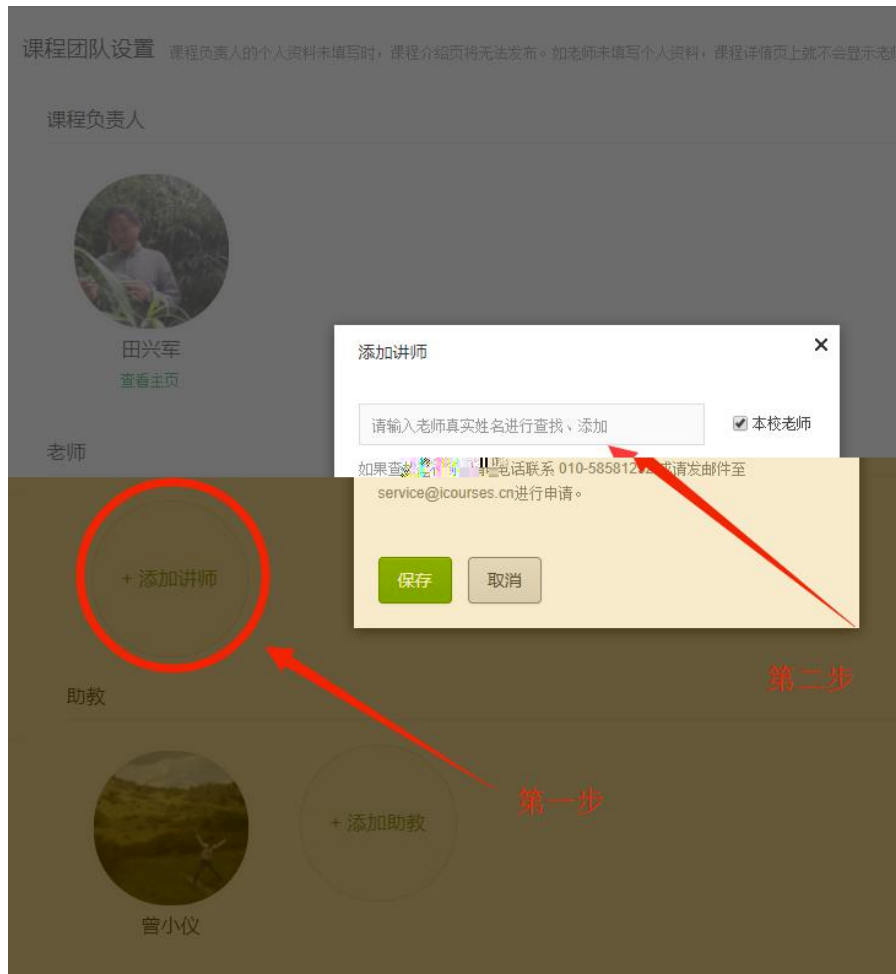 课程团队设置 课程负责人的个人资料未填写时，课程介绍页将无法发布。如老师未填写个人资料，课程详情页上就不会显示老
课程负责人
田兴军
查看主页
添加讲师
请输入老师真实姓名进行查找、添加
本校老师
老师
如果查 电话联系 010-58581 或请发邮件至
service@icourses.cn进行申请。
保存
取消
+ 添加讲师
第二步
助教
第一步
+ 添加助教
曾小仪